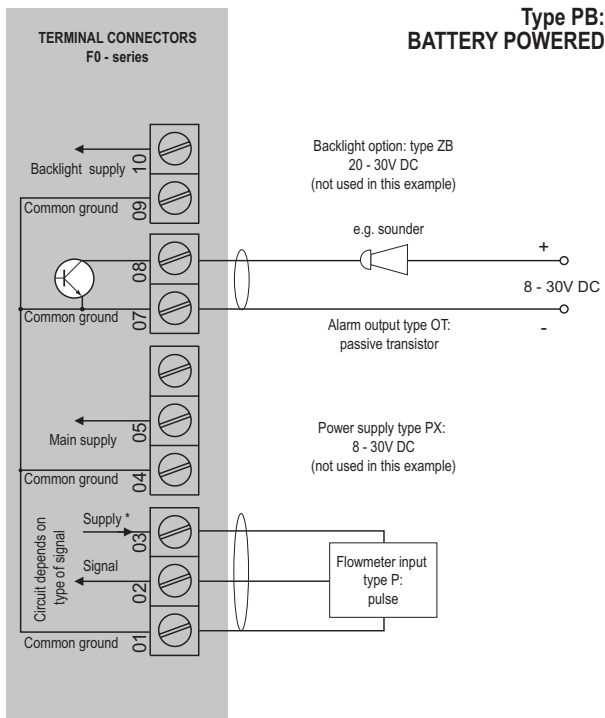 Type PB:
BATTERY POWERED
TERMINAL CONNECTORS
F0 - series
10
Backlight supply
Backlight option: type ZB
20 - 30V DC
(not used in this example)
09
Common ground
e.g. sounder
08
+
8 - 30V DC
-
07
Common ground
Alarm output type OT:
passive transistor
05
Main supply
Power supply type PX:
8 - 30V DC
(not used in this example)
04
Common ground
Circuit depends on
type of signal
Supply *
03
Signal
02
Flowmeter input
type P:
pulse
01
Common ground